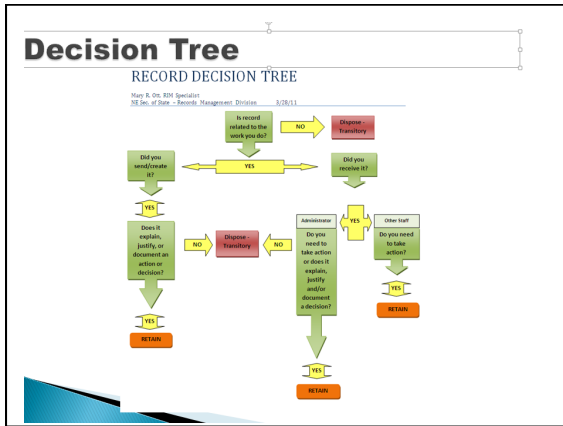 Decision Tree
RECORD DECISION TREE
Mary R. Ott, RIM Specialist
NE Sec. of State – Records Management Division 3/28/11
Is record
related to the
work you do?
NO
Dispose -
Transitory
Did you
send/create
it?
YES
Did you
receive it?
YES
Does it
explain,
justify, or
document an
action or
decision?
NO
Dispose -
Transitory
NO
Administrator
Do you
need to
take action
or does it
explain,
justify
and/or
document
a decision?
YES
Other Staff
Do you need
to take
action?
YES
RETAIN
YES
RETAIN
YES
RETAIN